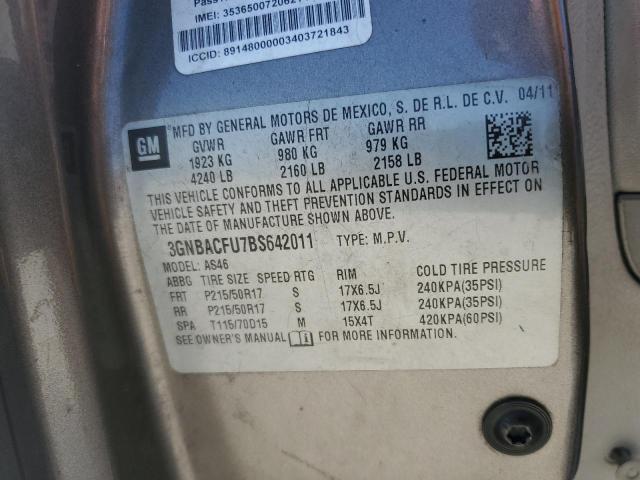 ICCID: 89148000003403721843
GM
MFD BY GENERAL MOTORS DE MEXICO, S. DE R.L. DE C.V. 04/11
GVWR GAWR FRT GAWR RR
1923 KG 980 KG 979 KG
4240 LB 2160 LB 2158 LB
THIS VEHICLE CONFORMS TO ALL APPLICABLE U.S. FEDERAL MOTOR
VEHICLE SAFETY AND THEFT PREVENTION STANDARDS IN EFFECT ON
THE DATE OF MANUFACTURE SHOWN ABOVE.
3GNBACFU7BS642011 TYPE: M.P.V.
MODEL: AS46
ABBG TIRE SIZE SPEED RTG RIM COLD TIRE PRESSURE
FRT P215/50R17 S 17X6.5J 240KPA(35PSI)
RR P215/50R17 S 17X6.5J 240KPA(35PSI)
SPA T115/70D15 M 15X4T 420KPA(60PSI)
SEE OWNER'S MANUAL FOR MORE INFORMATION.